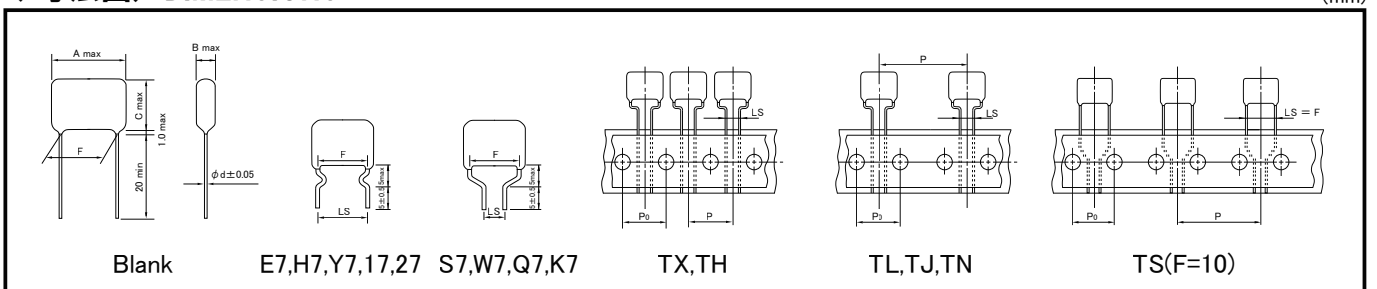 (mm)
A max
B max
C max
1.0 max
F
20 min
φd±0.05
F
5max
5±0.5
LS
F
5max
5±0.5
LS
LS
P0
P
P
LS
LS = F
P0
P
Blank
E7,H7,Y7,17,27
S7,W7,Q7,K7
TX,TH
TL,TJ,TN
TS(F=10)